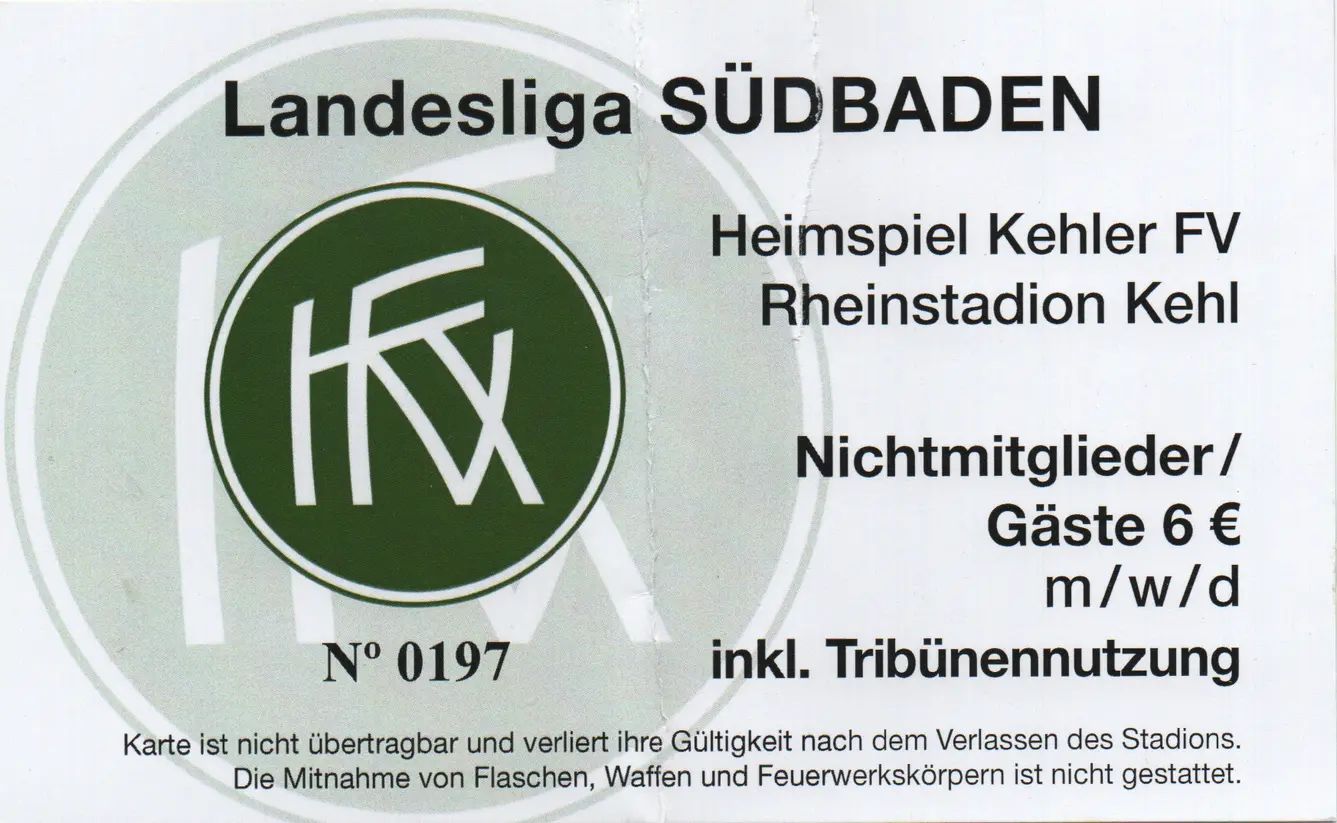 Landesliga SÜDBADEN
Heimspiel Kehler FV
Rheinstadion Kehl
KFV
Nichtmitglieder/
Gäste 6 €
m/w/d
Nº 0197
inkl. Tribünennutzung
Karte ist nicht übertragbar und verliert ihre Gültigkeit nach dem Verlassen des Stadions.
Die Mitnahme von Flaschen, Waffen und Feuerwerkskörpern ist nicht gestattet.